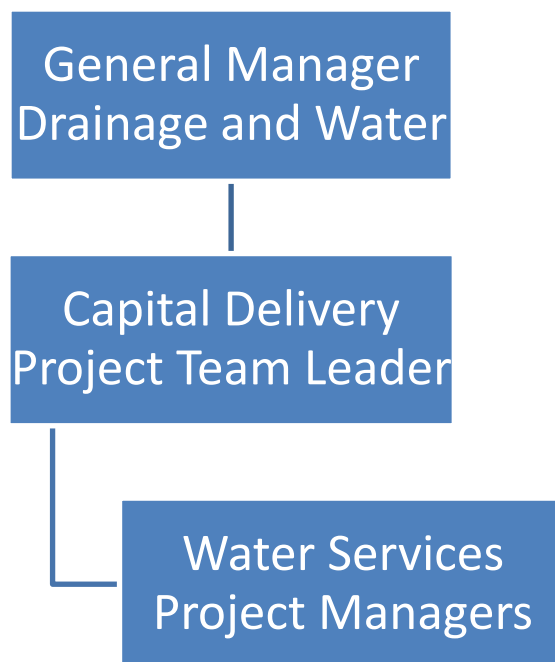 General Manager
Drainage and Water
Capital Delivery
Project Team Leader
Water Services
Project Managers